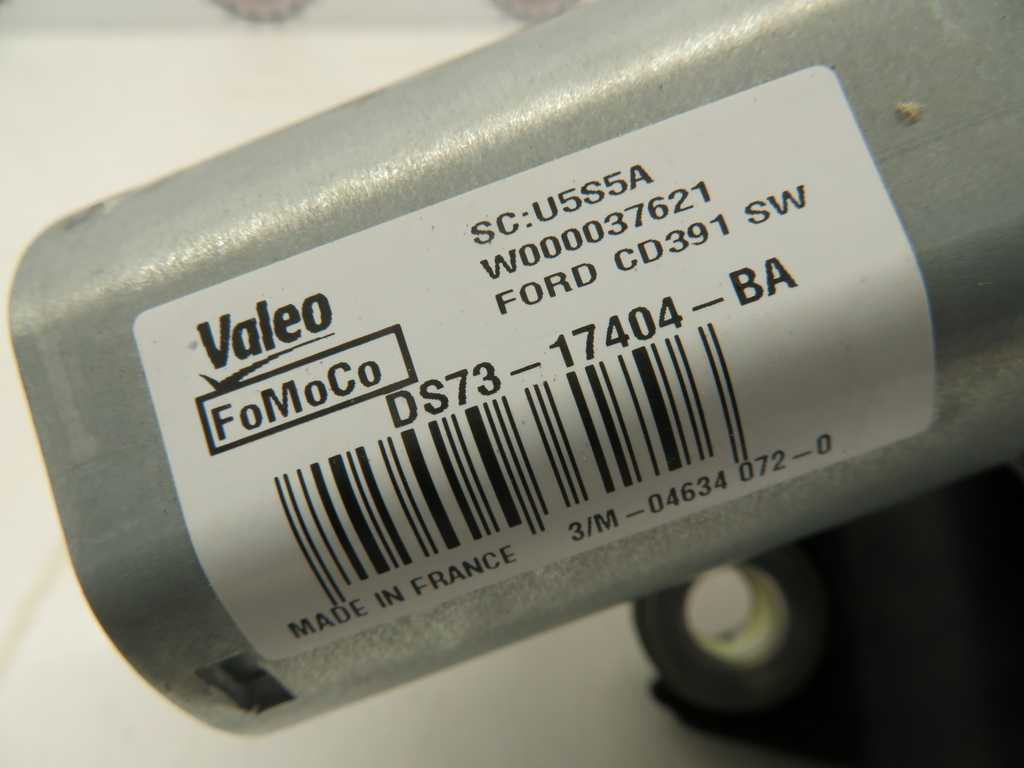 SC:U5S5A
W000037621
FORD CD391 SW
Valeo
FoMoCo
DS73-17404-BA
MADE IN FRANCE
3/M-04634 072-0